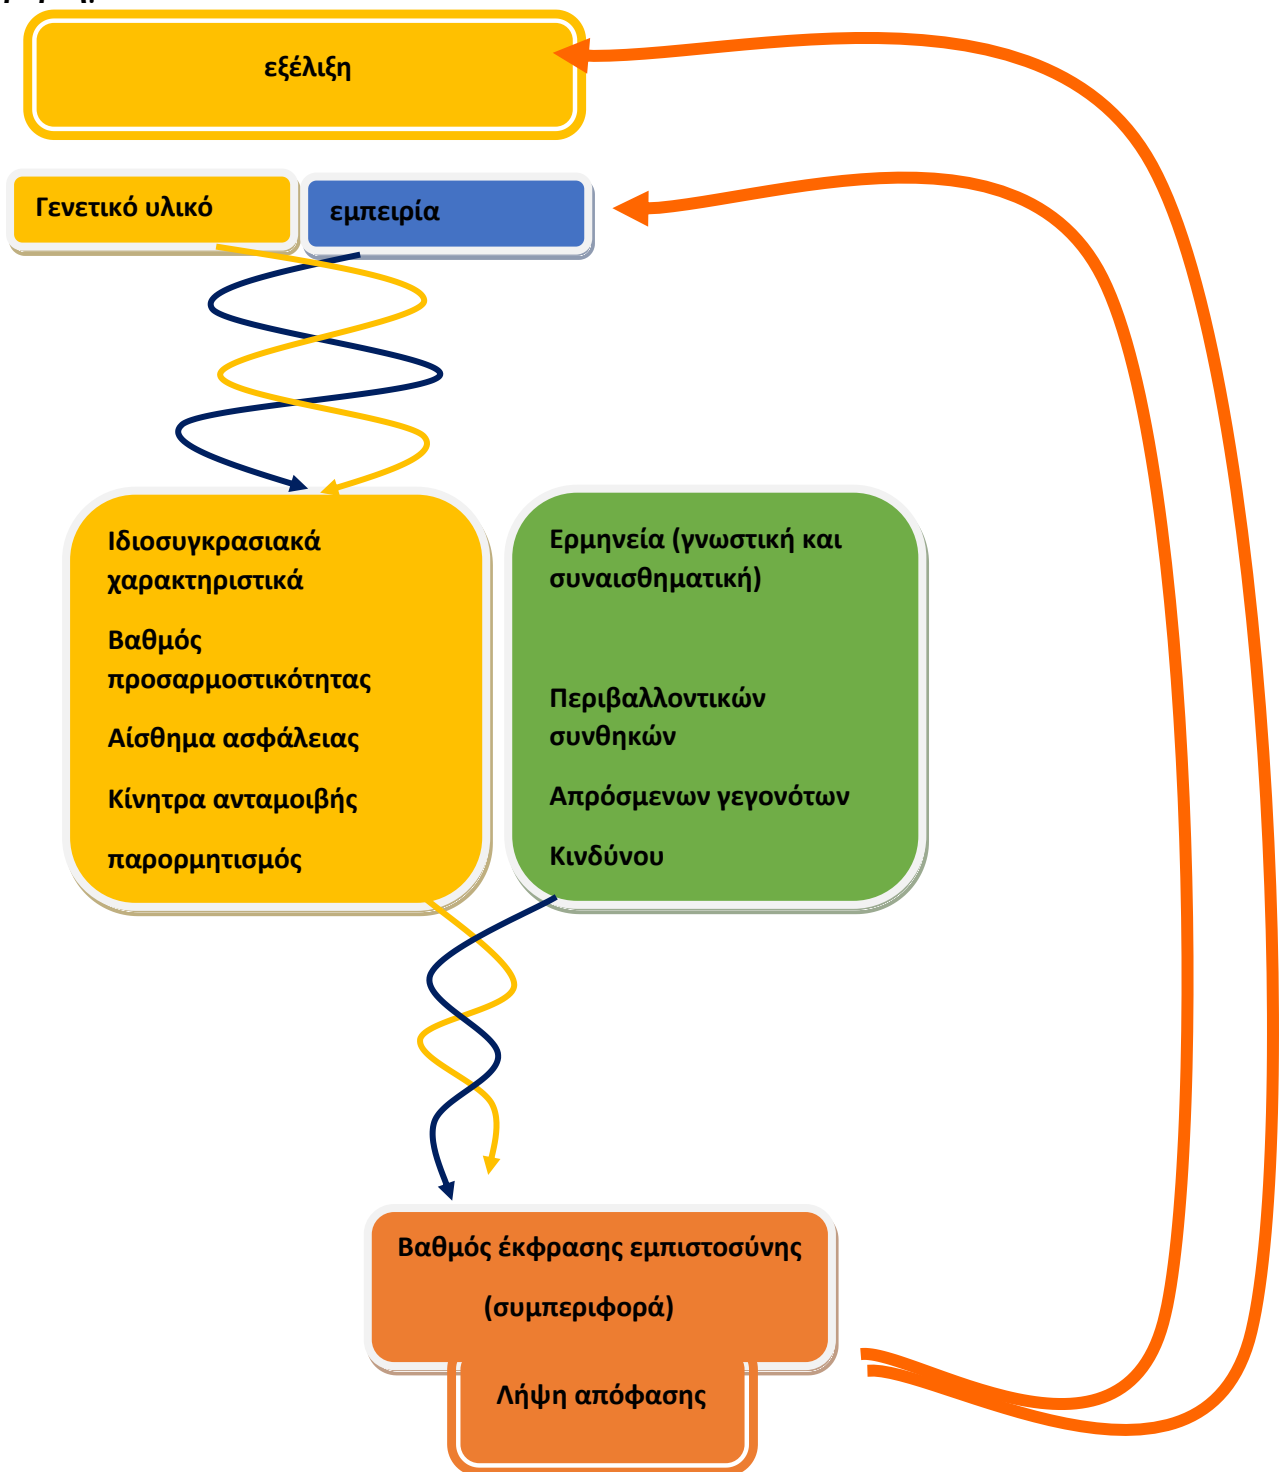 εξέλιξη
Γενετικό υλικό
εμπειρία
Ιδιοσυγκρασιακά
χαρακτηριστικά
Βαθμός
προσαρμοστικότητας
Αίσθημα ασφάλειας
Κίνητρα ανταμοιβής
παρορμητισμός
Ερμηνεία (γνωστική και
συναισθηματική)
Περιβαλλοντικών
συνθηκών
Απρόσμενων γεγονότων
Κινδύνου
Βαθμός έκφρασης εμπιστοσύνης
(συμπεριφορά)
Λήψη απόφασης